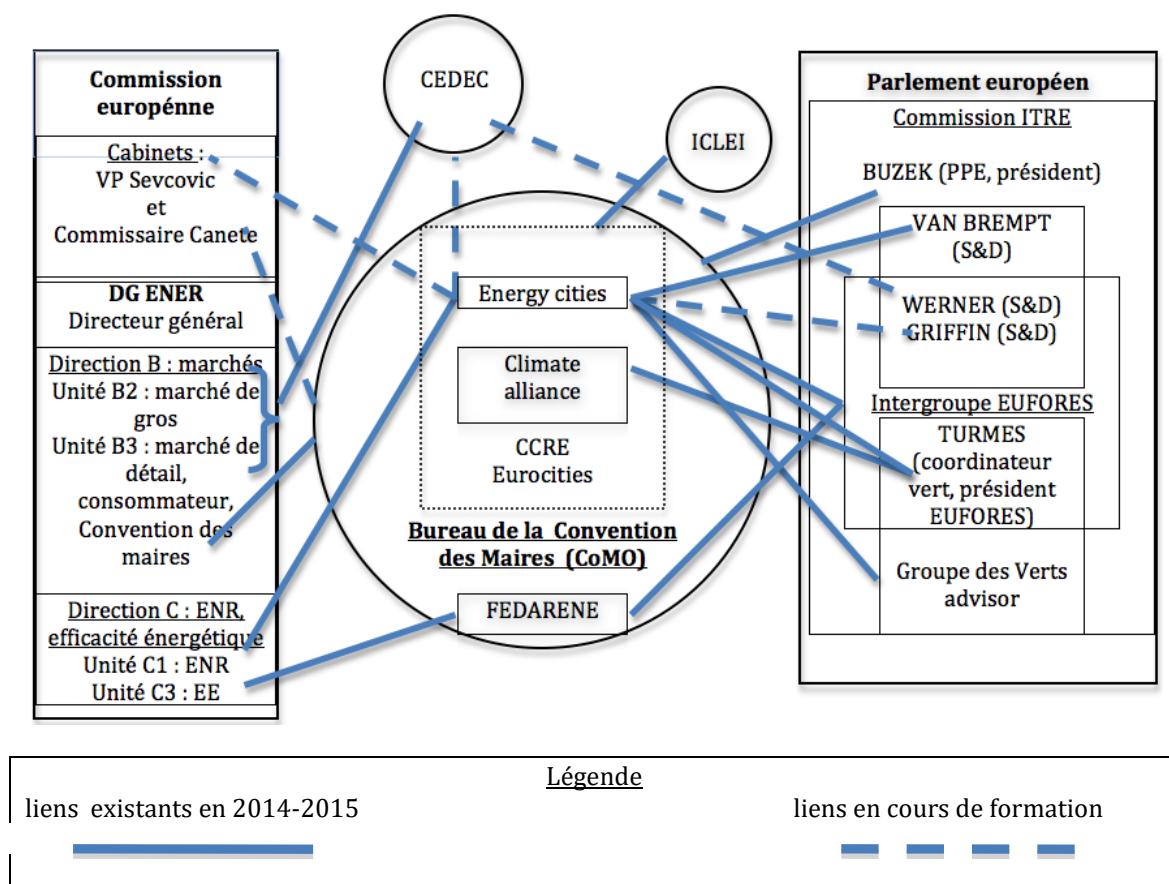 Commission
europénne
Cabinets :
VP Sevcovic
et
Commissaire Canete
DG ENER
Directeur général
Direction B : marchés
Unité B2 : marché de
gros
Unité B3 : marché de
détail,
consommateur,
Convention des
maires
Direction C : ENR,
efficacité énergétique
Unité C1 : ENR
Unité C3 : EE
CEDEC
ICLEI
Energy cities
Climate
alliance
CCRE
Eurocities
Bureau de la Convention
des Maires (CoMO)
FEDARENE
Parlement européen
Commission ITRE
BUZEK (PPE, président)
VAN BREMPT
(S&D)
WERNER (S&D)
GRIFFIN (S&D)
Intergroupe EUFORES
TURMES
(coordinateur
vert, président
EUFORES)
Groupe des Verts
advisor
Légende
liens existants en 2014-2015
liens en cours de formation